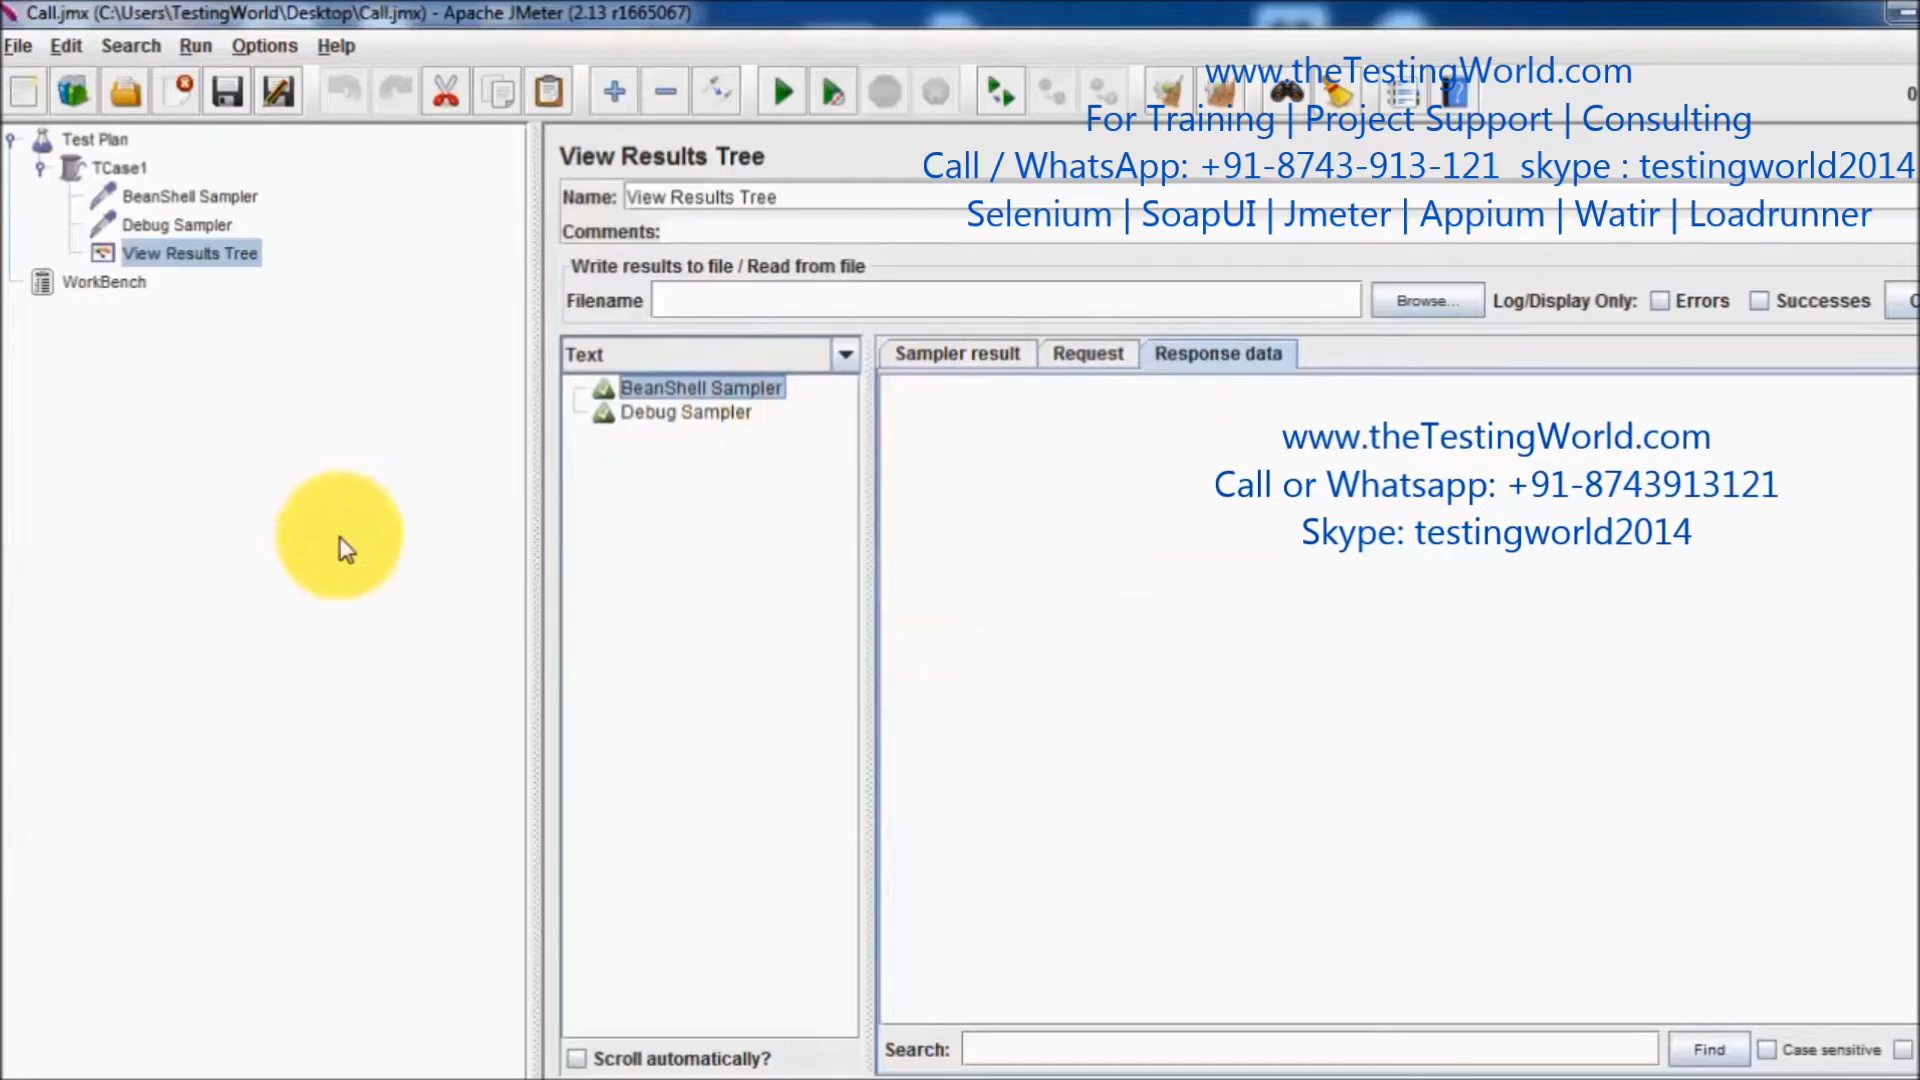 Call.jmx (C:\Users\TestingWorld\Desktop\Call.jmx) - Apache JMeter (2.13 r1665067)
File Edit Search Run Options Help
www.theTestingWorld.com
For Training | Project Support | Consulting
Call / WhatsApp: +91-8743-913-121 skype : testingworld2014
Selenium | SoapUI | Jmeter | Appium | Watir | Loadrunner
0
Test Plan
TCase1
BeanShell Sampler
Debug Sampler
View Results Tree
WorkBench
View Results Tree
Name: View Results Tree
Comments:
Write results to file / Read from file
Filename Browse... Log/Display Only: Errors Successes
Text
BeanShell Sampler
Debug Sampler
Sampler result Request Response data
www.theTestingWorld.com
Call or Whatsapp: +91-8743913121
Skype: testingworld2014
Scroll automatically?
Search: Find Case sensitive